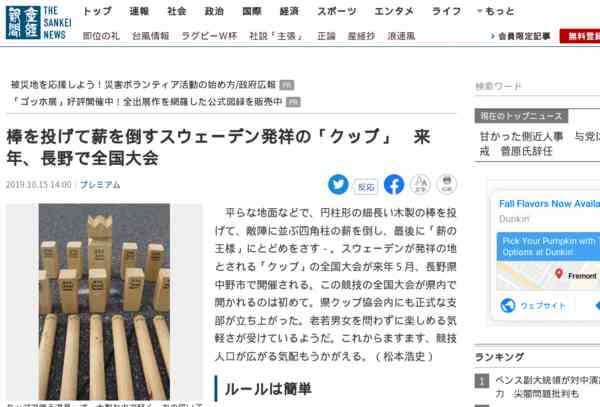 産経新聞
THE SANKEI NEWS
トップ 速報 社会 政治 国際 経済 スポーツ エンタメ ライフ もっと
即位の礼 台風情報 ラグビーW杯 社説「主張」 正論 産経抄 浪速風
会員限定記事
無料登録
被災地を応援しよう！災害ボランティア活動の始め方/政府広報 PR
「ゴッホ展」好評開催中！全出展作を網羅した公式図録を販売中 PR
棒を投げて薪を倒すスウェーデン発祥の「クップ」　来
年、長野で全国大会
2019.10.15 14:00 プレミアム
反応
文字
印刷
平らな地面などで、円柱形の細長い木製の棒を投
げて、敵陣に並ぶ四角柱の薪を倒し、最後に「薪の
王様」にとどめをさす－。スウェーデンが発祥の地
とされる「クップ」の全国大会が来年５月、長野県
中野市で開催される。この競技の全国大会が県内で
開かれるのは初めて。県クップ協会内にも正式な支
部が立ち上がった。老若男女を問わずに楽しめる気
軽さが受けているようだ。これからますます、競技
人口が広がる気配もうかがえる。（松本浩史）
ルールは簡単
検索ワード
現在のトップニュース
甘かった側近人事　与党に
戒　菅原氏辞任
Fall Flavors Now Availa
Dunkin'
Pick Your Pumpkin with
Options at Dunkin'.
Fremont
ウェブサイト
ランキング
1 ペンス副大統領が対中演
力　尖閣問題批判も